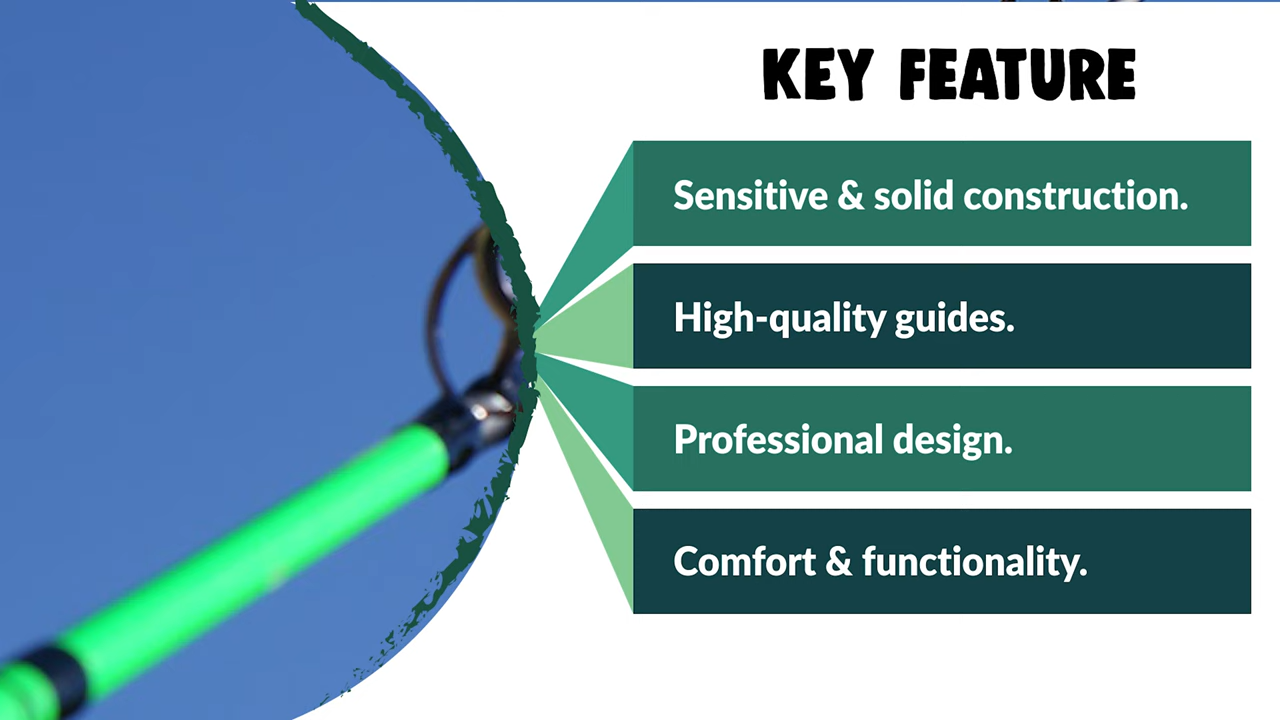 KEY FEATURE
Sensitive & solid construction.
High-quality guides.
Professional design.
Comfort & functionality.